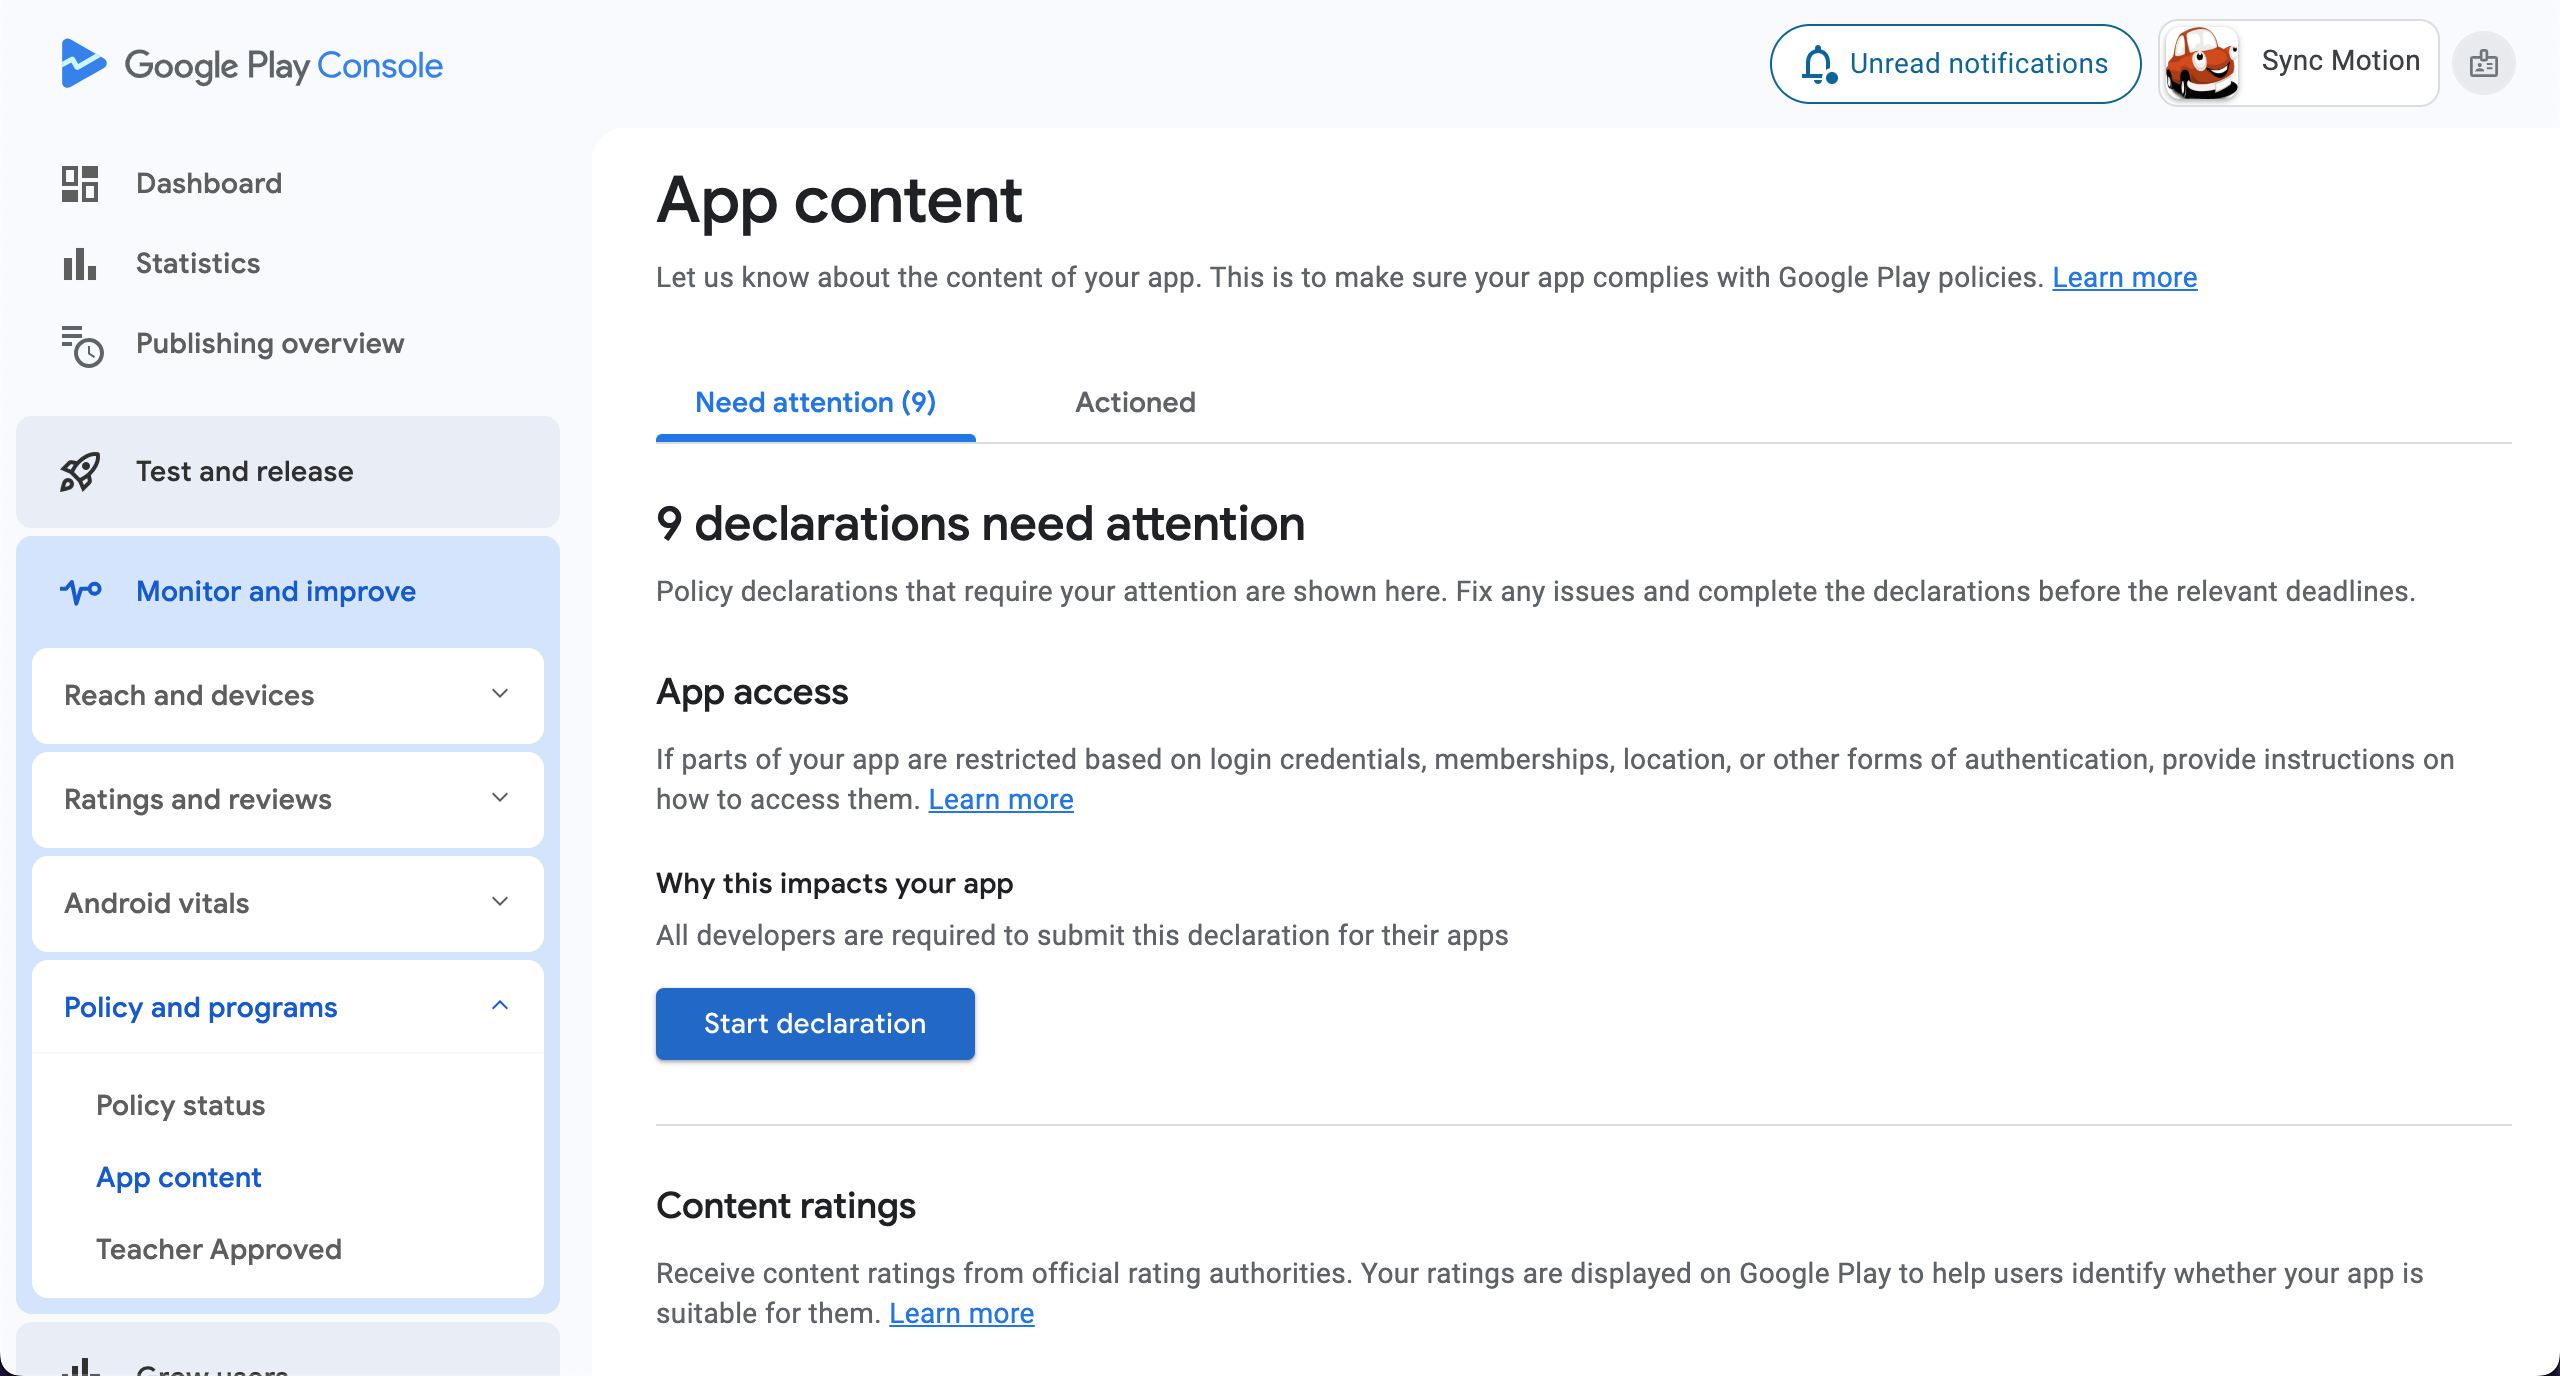 Google Play Console
Unread notifications
Sync Motion
Dashboard
Statistics
Publishing overview
Test and release
Monitor and improve
Reach and devices
Ratings and reviews
Android vitals
Policy and programs
Policy status
App content
Teacher Approved
Grow users
App content
Let us know about the content of your app. This is to make sure your app complies with Google Play policies. Learn more
Need attention (9)
Actioned
9 declarations need attention
Policy declarations that require your attention are shown here. Fix any issues and complete the declarations before the relevant deadlines.
App access
If parts of your app are restricted based on login credentials, memberships, location, or other forms of authentication, provide instructions on
how to access them. Learn more
Why this impacts your app
All developers are required to submit this declaration for their apps
Start declaration
Content ratings
Receive content ratings from official rating authorities. Your ratings are displayed on Google Play to help users identify whether your app is
suitable for them. Learn more